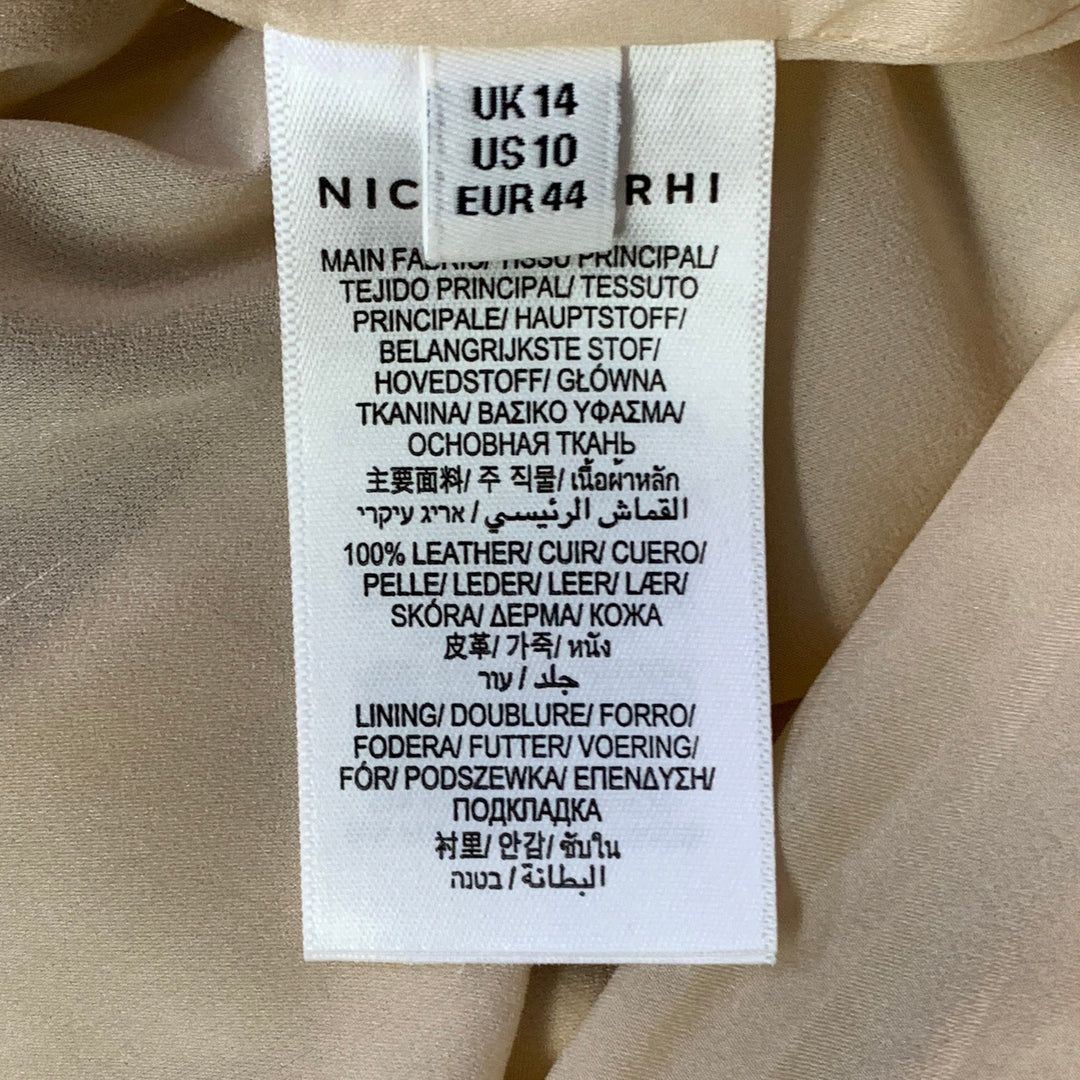 UK 14
US 10
EUR 44
NIC RHI
MAIN FABRIC/ TISSU PRINCIPAL/
TEJIDO PRINCIPAL/ TESSUTO
PRINCIPALE/ HAUPTSTOFF/
BELANGRIJKSTE STOF/
HOVEDSTOFF/ GŁÓWNA
TKANINA/ ΒΑΣΙΚΟ ΥΦΑΣΜΑ/
ОСНОВНАЯ ТКАНЬ
主要面料/ 주 직물/ เนื้อผ้าหลัก
القماش الرئيسي / אריג עיקרי
100% LEATHER/ CUIR/ CUERO/
PELLE/ LEDER/ LEER/ LÆR/
SKÓRA/ ΔΕΡΜΑ/ КОЖА
皮革/ 가죽/ หนัง
جلد / עור
LINING/ DOUBLURE/ FORRO/
FODERA/ FUTTER/ VOERING/
FÓR/ PODSZEWKA/ ΕΠΕΝΔΥΣΗ/
ПОДКЛАДКА
衬里/ 안감/ ซับใน
البطانة / בטנה